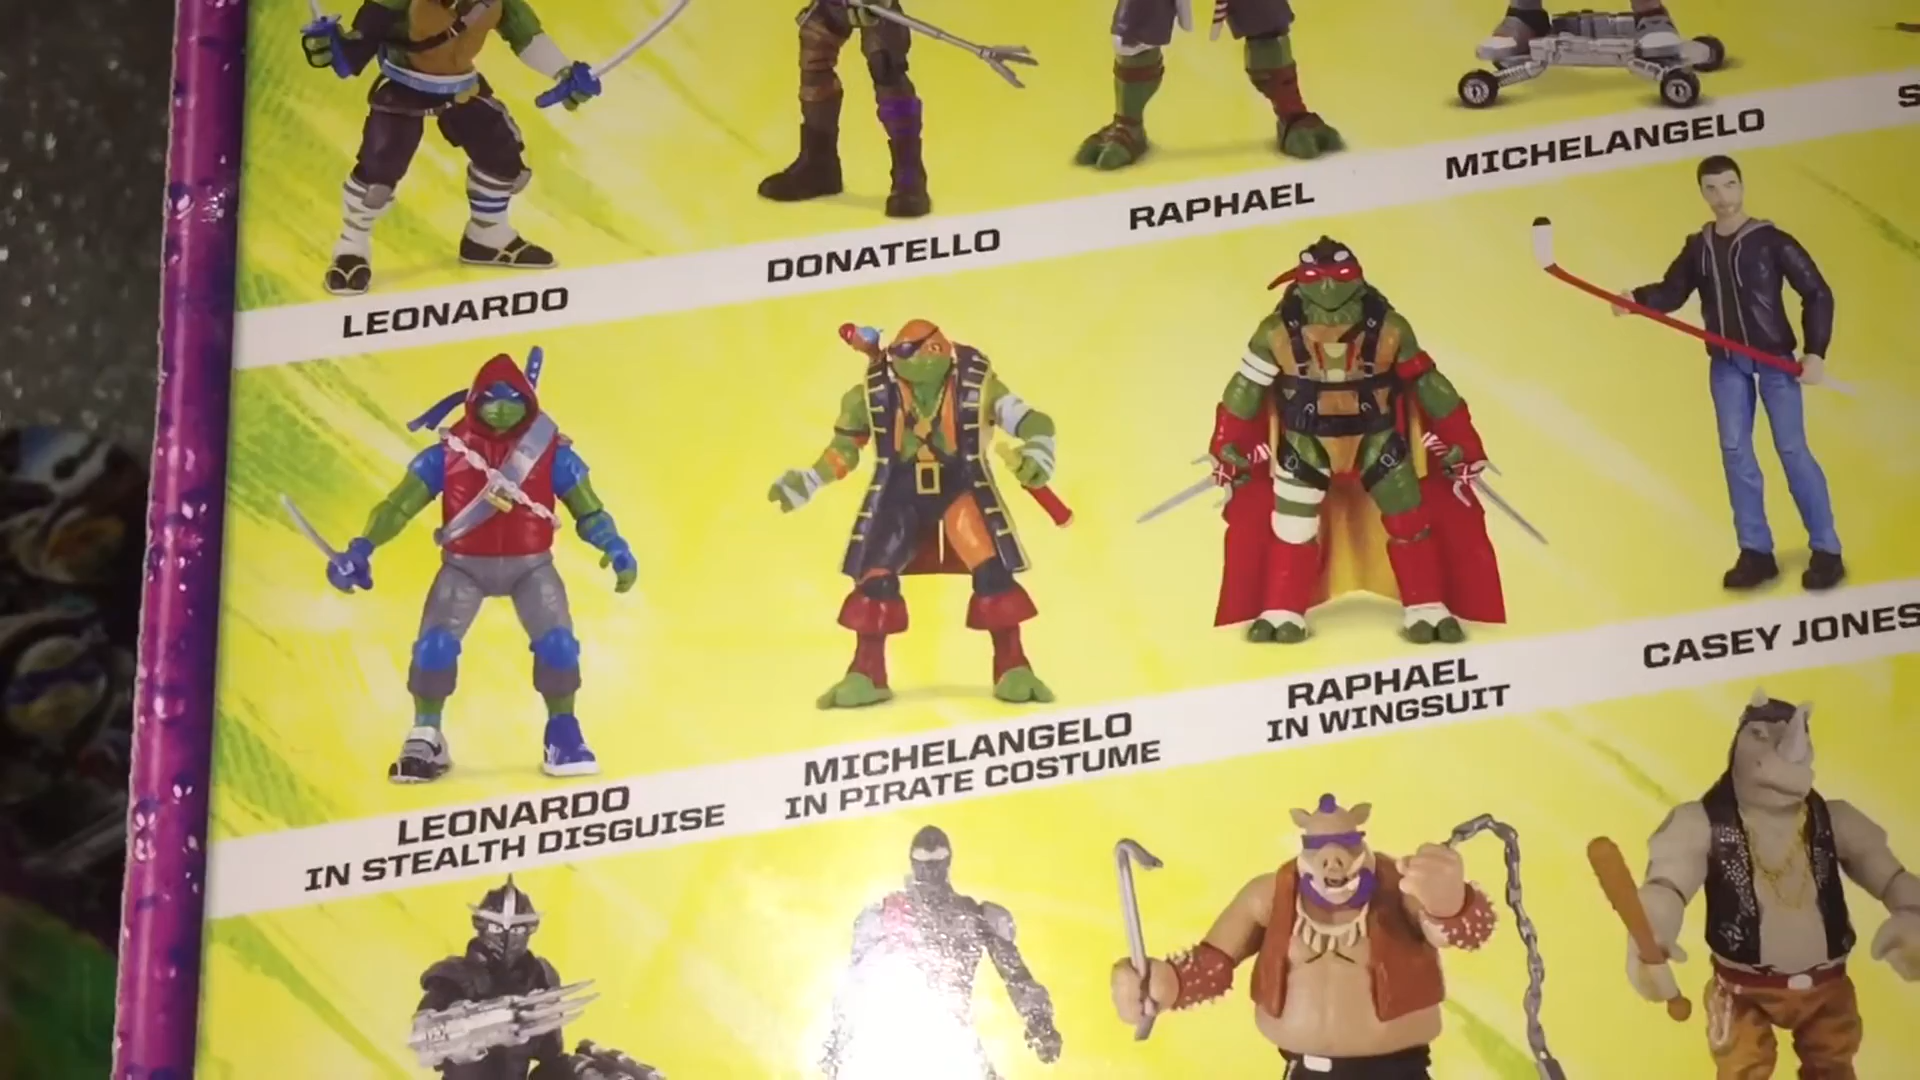 LEONARDO
DONATELLO
RAPHAEL
MICHELANGELO
LEONARDO
IN STEALTH DISGUISE
MICHELANGELO
IN PIRATE COSTUME
RAPHAEL
IN WINGSUIT
CASEY JONES